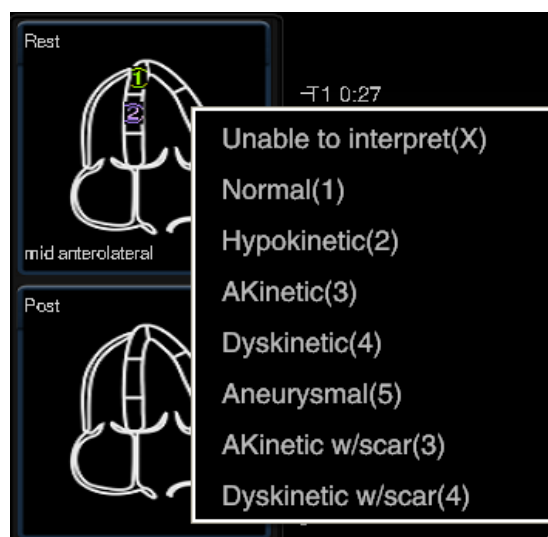 Rest
1
2
mid anterolateral
T1 0:27
Unable to interpret(X)
Normal(1)
Hypokinetic(2)
AKinetic(3)
Dyskinetic(4)
Aneurysmal(5)
AKinetic w/scar(3)
Dyskinetic w/scar(4)
Post